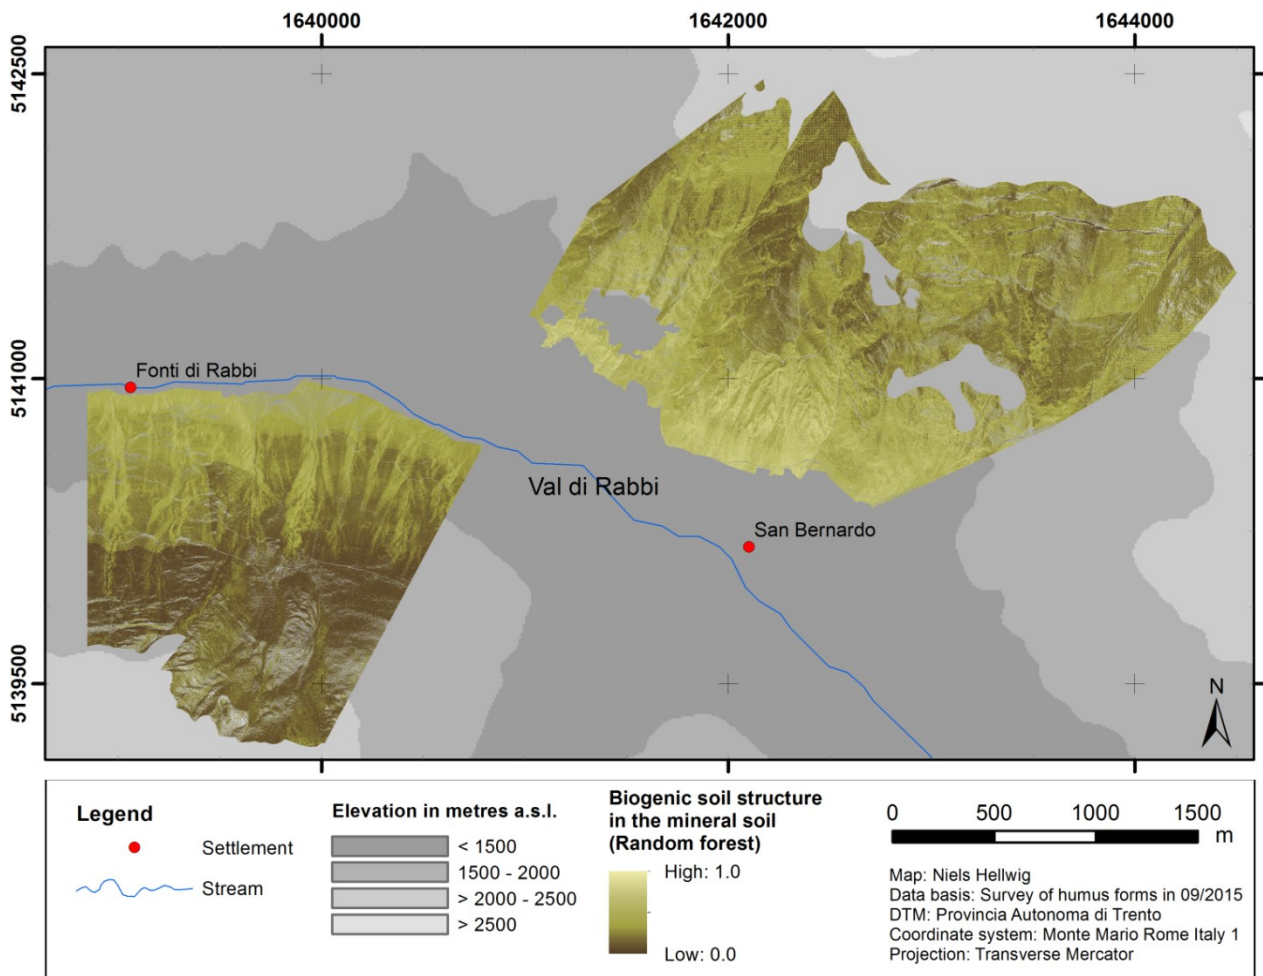 1640000
1642000
1644000
5142500
5141000
5139500
Fonti di Rabbi
Val di Rabbi
San Bernardo
N
Legend
Settlement
Stream
Elevation in metres a.s.l.
< 1500
1500 - 2000
> 2000 - 2500
> 2500
Biogenic soil structure
in the mineral soil
(Random forest)
High: 1.0
Low: 0.0
0 500 1000 1500
m
Map: Niels Hellwig
Data basis: Survey of humus forms in 09/2015
DTM: Provincia Autonoma di Trento
Coordinate system: Monte Mario Rome Italy 1
Projection: Transverse Mercator